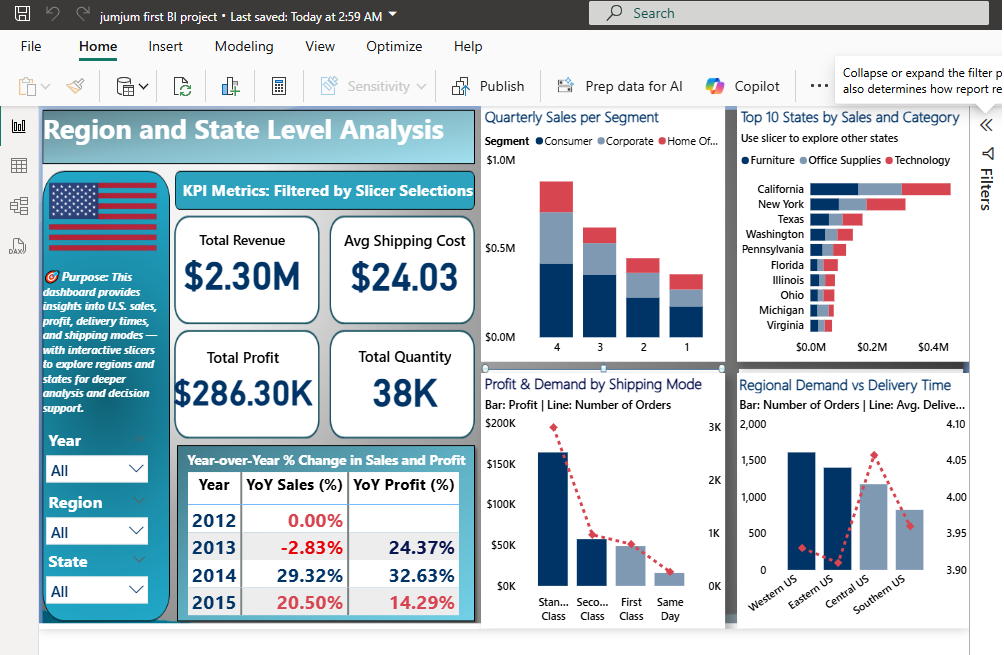 jumjum first BI project • Last saved: Today at 2:59 AM
Search
File Home Insert Modeling View Optimize Help
Sensitivity Publish Prep data for AI Copilot ...
Collapse or expand the filter p
also determines how report re
Filters
DAX
Region and State Level Analysis
🎯 Purpose: This
dashboard provides
insights into U.S. sales,
profit, delivery times,
and shipping modes —
with interactive slicers
to explore regions and
states for deeper
analysis and decision
support.
Year
All
Region
All
State
All
KPI Metrics: Filtered by Slicer Selections
Total Revenue
$2.30M
Avg Shipping Cost
$24.03
Total Profit
$286.30K
Total Quantity
38K
Year-over-Year % Change in Sales and Profit
Year YoY Sales (%) YoY Profit (%)
2012 0.00%
2013 -2.83% 24.37%
2014 29.32% 32.63%
2015 20.50% 14.29%
Quarterly Sales per Segment
Segment Consumer Corporate Home Of...
$1.0M
$0.5M
$0.0M
4 3 2 1
Top 10 States by Sales and Category
Use slicer to explore other states
Furniture Office Supplies Technology
California
New York
Texas
Washington
Pennsylvania
Florida
Illinois
Ohio
Michigan
Virginia
$0.0M $0.2M $0.4M
Profit & Demand by Shipping Mode
Bar: Profit | Line: Number of Orders
$200K 3K
$150K
2K
$100K
1K
$50K
$0K 0K
Stan... Seco... First Same
Class Class Class Day
Regional Demand vs Delivery Time
Bar: Number of Orders | Line: Avg. Delive...
2,000 4.10
1,500 4.05
1,000 4.00
500 3.95
0 3.90
Western US Eastern US Central US Southern US